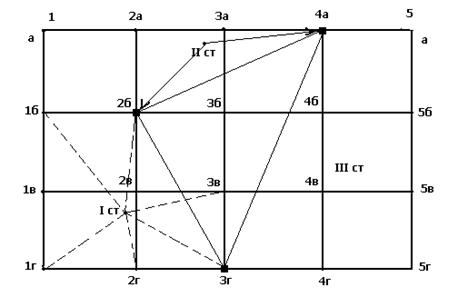 1 2а 3а 4а 5
а а
II ст
1б 2б 3б 4б 5б
III ст
1в 2в 3в 4в 5в
I ст
1г 2г 3г 4г 5г